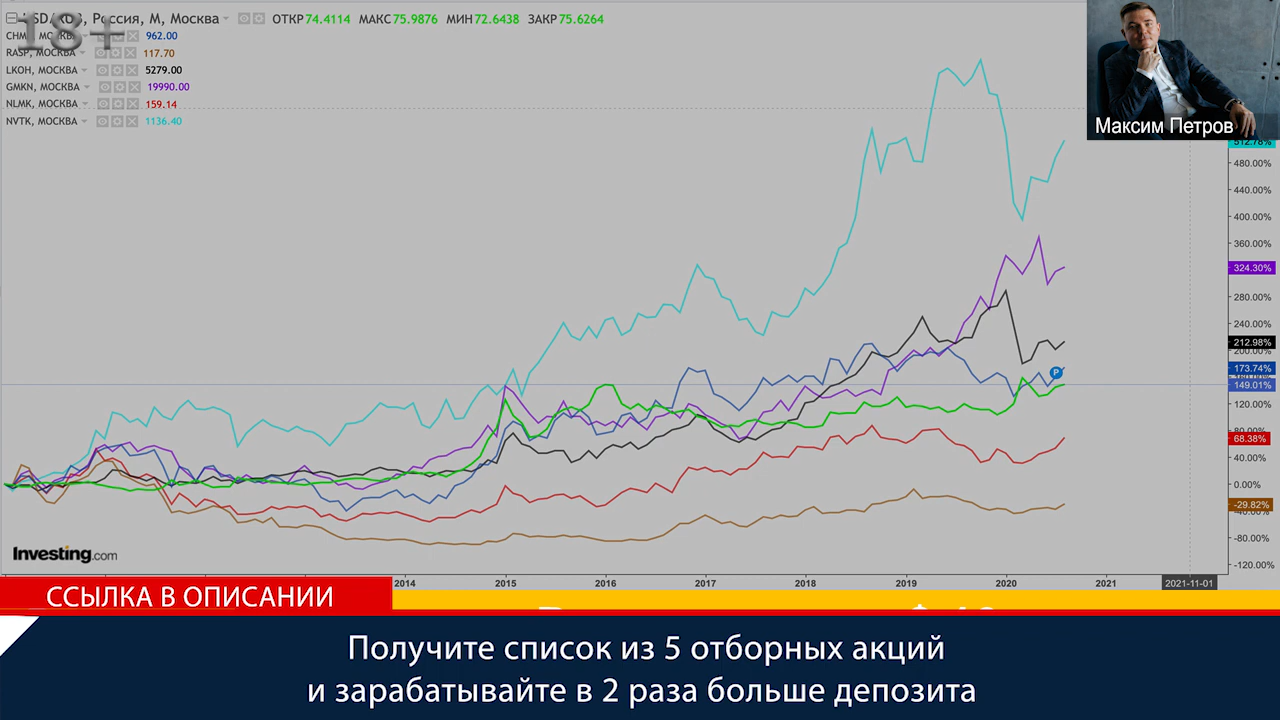 18+
Россия, М, Москва ОТКР 74.4114 МАКС 75.9876 МИН 72.6438 ЗАКР 75.6264
962.00
RASP, МОСКВА 117.70
LKOH, МОСКВА 5279.00
GMKN, МОСКВА 19990.00
NLMK, МОСКВА 159.14
NVTK, МОСКВА 1136.40
Максим Петров
512.78%
480.00%
440.00%
400.00%
360.00%
324.30%
280.00%
240.00%
212.98%
200.00%
173.74%
149.01%
120.00%
80.00%
68.38%
40.00%
0.00%
-29.82%
-40.00%
-80.00%
-120.00%
P
Investing.com
2014 2015 2016 2017 2018 2019 2020 2021 2021-11-01
ССЫЛКА В ОПИСАНИИ
Получите список из 5 отборных акций
и зарабатывайте в 2 раза больше депозита